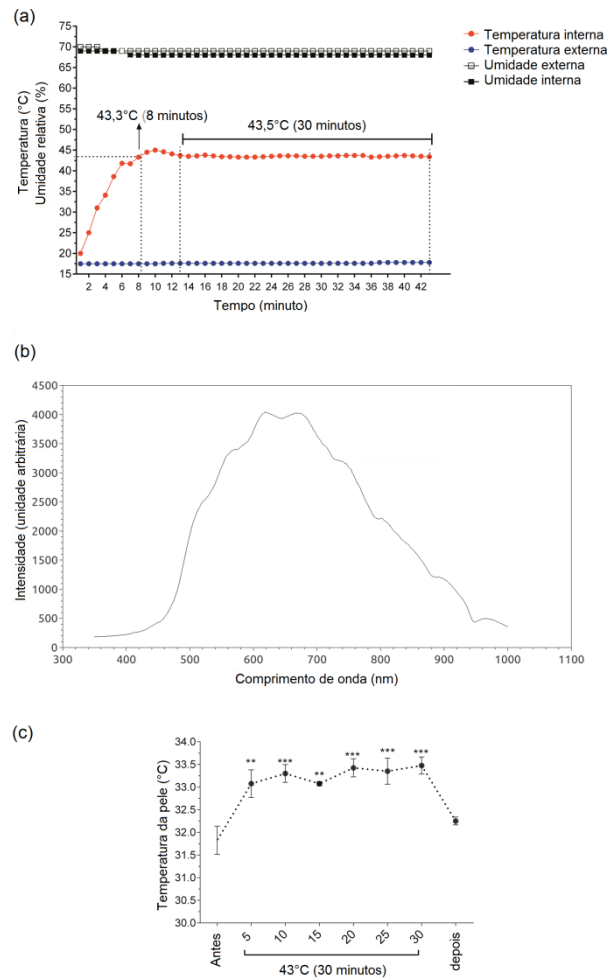 (a)
Temperatura interna
Temperatura externa
Umidade externa
Umidade interna
Temperatura (°C)
Umidade relativa (%)
75
70
65
60
55
50
45
40
35
30
25
20
15
43,3°C (8 minutos)
43,5°C (30 minutos)
2 4 6 8 10 12 14 16 18 20 22 24 26 28 30 32 34 36 38 40 42
Tempo (minuto)
(b)
Intensidade (unidade arbitrária)
4500
4000
3500
3000
2500
2000
1500
1000
500
0
300 400 500 600 700 800 900 1000 1100
Comprimento de onda (nm)
(c)
Temperatura da pele (°C)
34.0
33.5
33.0
32.5
32.0
31.5
31.0
30.5
30.0
** *** ** *** *** ***
Antes 5 10 15 20 25 30 depois
43°C (30 minutos)